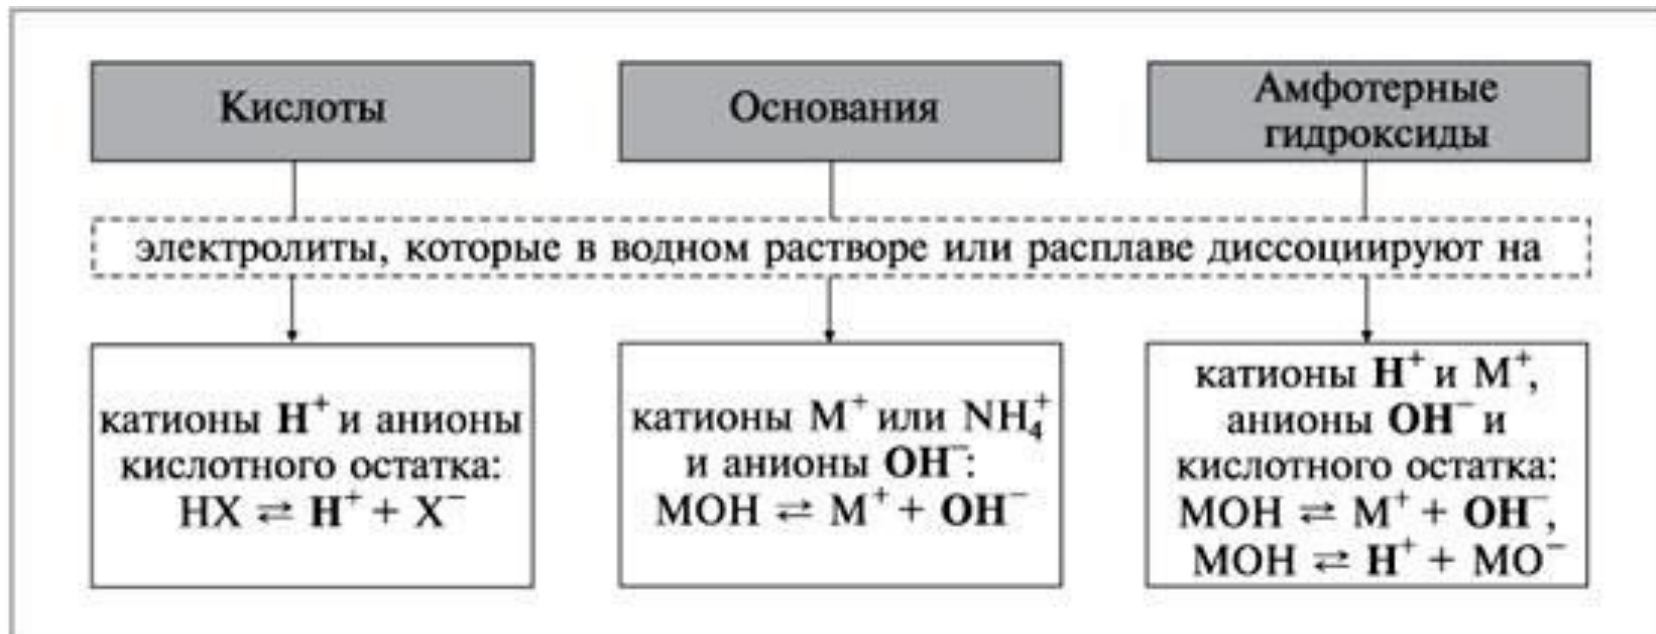 Кислоты
Основания
Амфотерные
гидроксиды
электролиты, которые в водном растворе или расплаве диссоциируют на
катионы H⁺ и анионы
кислотного остатка:
HX ⇄ H⁺ + X⁻
катионы M⁺ или NH₄⁺
и анионы OH⁻:
MOH ⇄ M⁺ + OH⁻
катионы H⁺ и M⁺,
анионы OH⁻ и
кислотного остатка:
MOH ⇄ M⁺ + OH⁻,
MOH ⇄ H⁺ + MO⁻